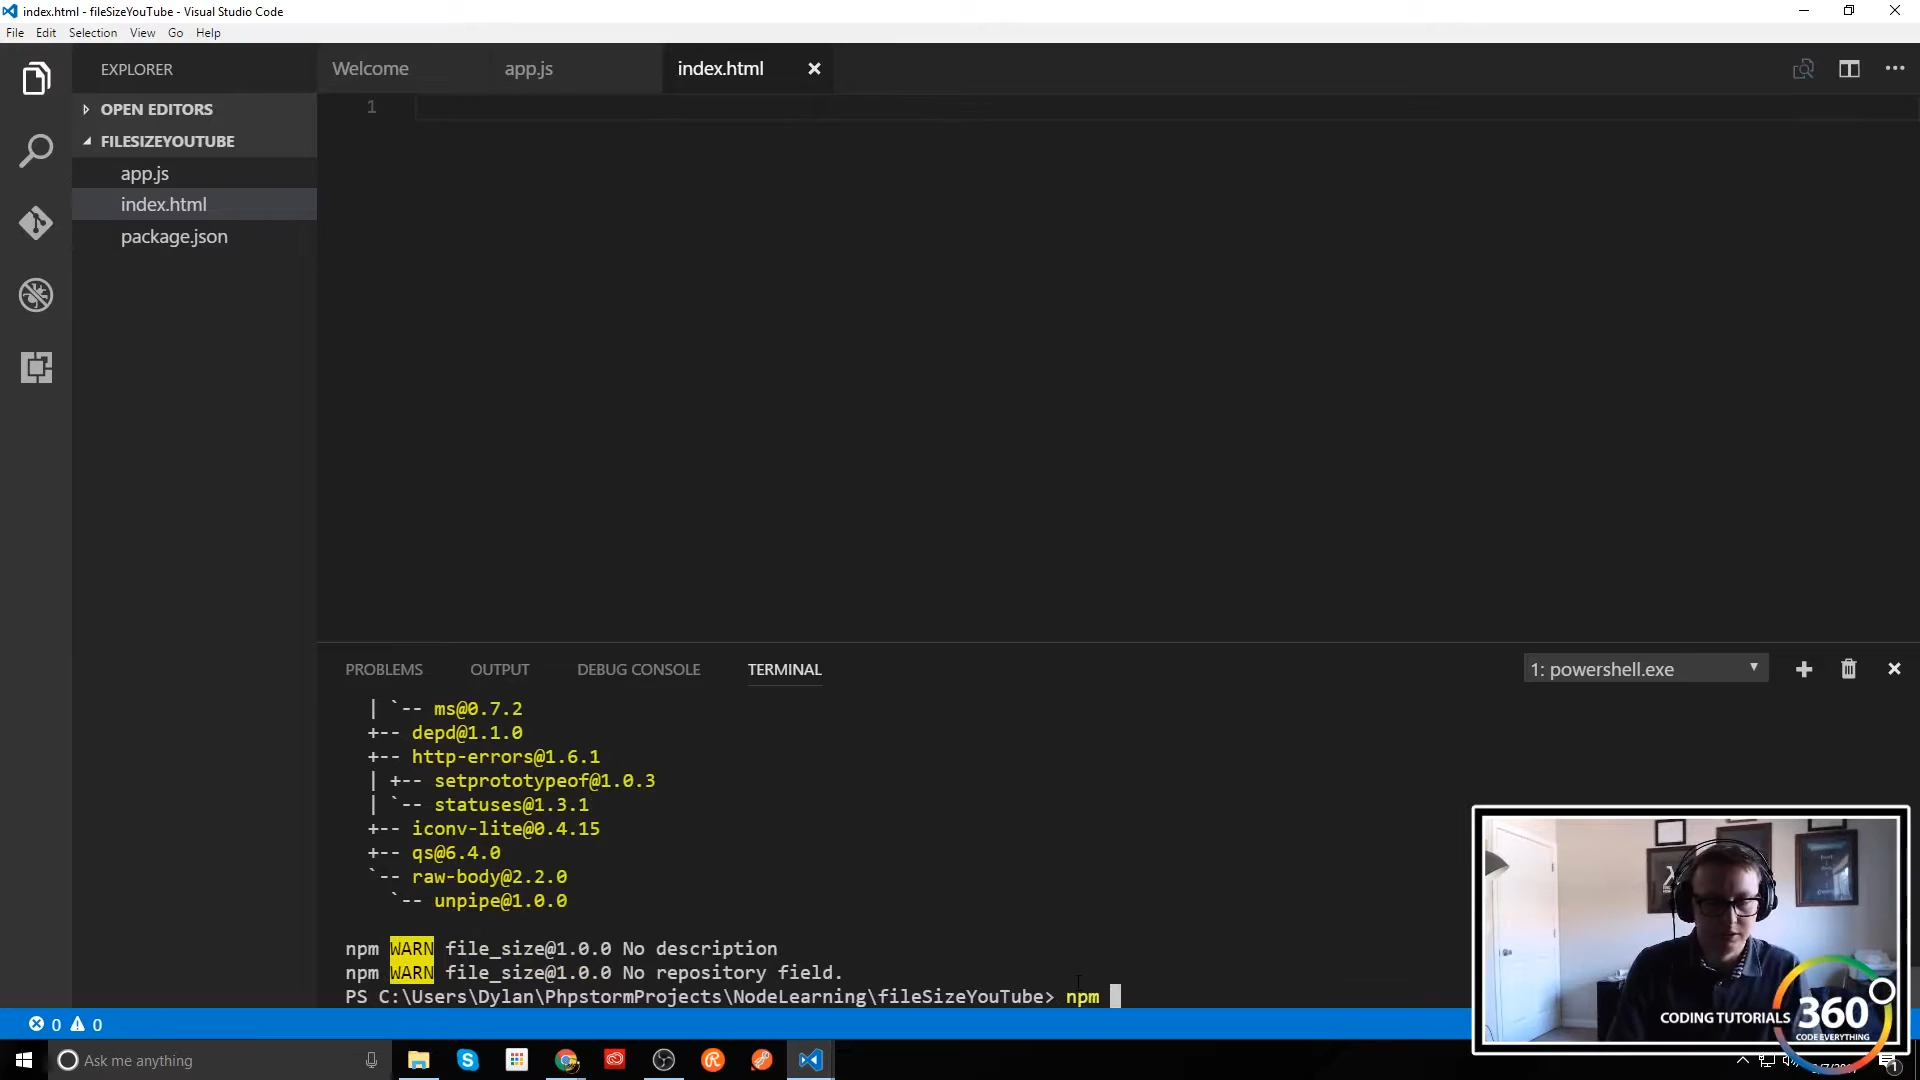 index.html - fileSizeYouTube - Visual Studio Code
File Edit Selection View Go Help
EXPLORER
OPEN EDITORS
FILESIZEYOUTUBE
app.js
index.html
package.json
Welcome app.js index.html
1
PROBLEMS OUTPUT DEBUG CONSOLE TERMINAL
1: powershell.exe
| `-- ms@0.7.2
+-- depd@1.1.0
+-- http-errors@1.6.1
| +-- setprototypeof@1.0.3
| `-- statuses@1.3.1
+-- iconv-lite@0.4.15
+-- qs@6.4.0
`-- raw-body@2.2.0
`-- unpipe@1.0.0
npm WARN file_size@1.0.0 No description
npm WARN file_size@1.0.0 No repository field.
PS C:\Users\Dylan\PhpstormProjects\NodeLearning\fileSizeYouTube> npm
0 0
CODING TUTORIALS 360
CODE EVERYTHING
Ask me anything